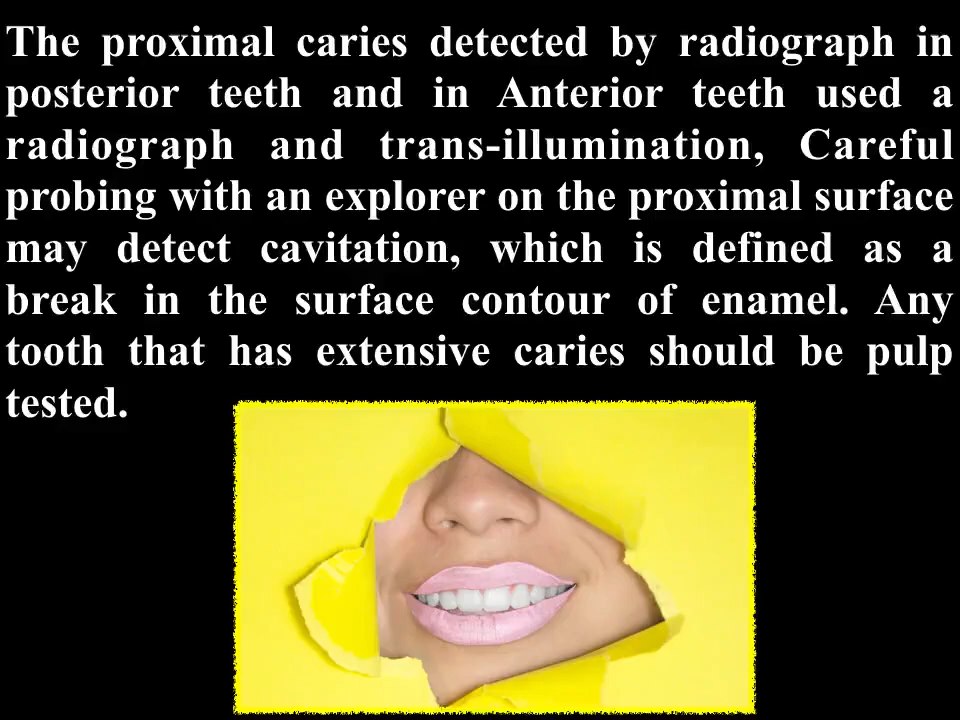 The proximal caries detected by radiograph in
posterior teeth and in Anterior teeth used a
radiograph and trans-illumination, Careful
probing with an explorer on the proximal surface
may detect cavitation, which is defined as a
break in the surface contour of enamel. Any
tooth that has extensive caries should be pulp
tested.